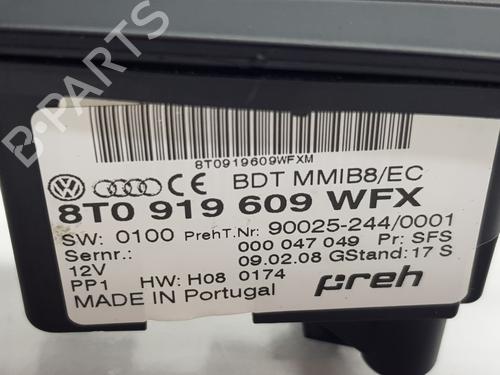 8T0919609WFXM
CE BDT MMIB8/EC
8T0 919 609 WFX
SW: 0100 PrehT.Nr: 90025-244/0001
Sernr.: 000 047 049 Pr: SFS
12V 09.02.08 GStand: 17 S
PP1 HW: H08 0174
MADE IN Portugal preh
B-PARTS